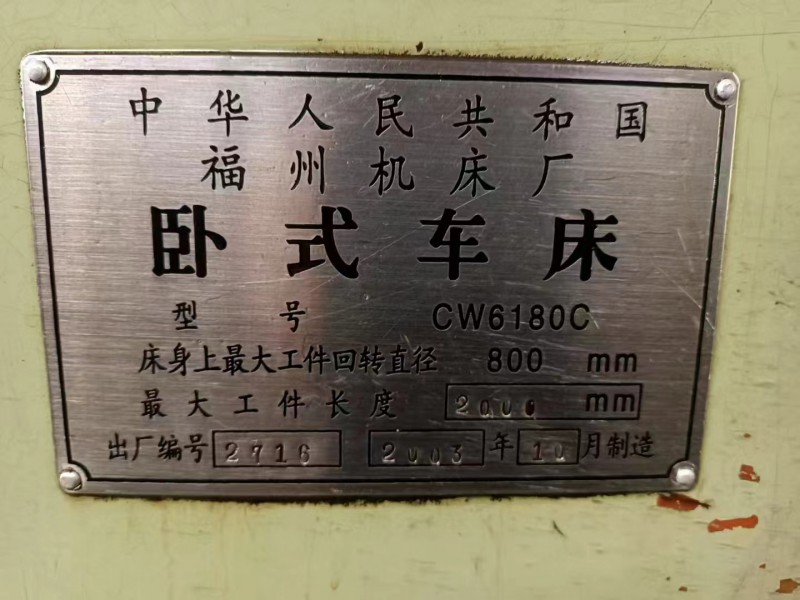 中华人民共和国
福州机床厂
卧式车床
型号 CW6180C
床身上最大工件回转直径 800 mm
最大工件长度 2000 mm
出厂编号 2716 2003 年 10 月制造